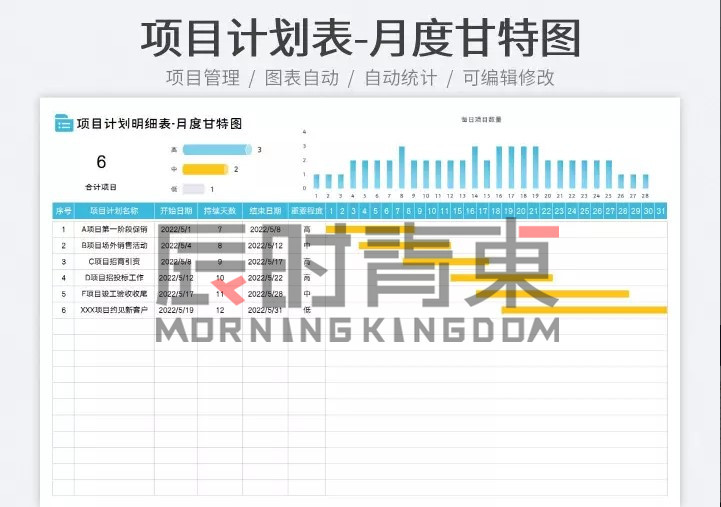 项目计划表-月度甘特图
项目管理 / 图表自动 / 自动统计 / 可编辑修改
项目计划明细表-月度甘特图
6
合计项目
高 3
中 2
低 1
每日项目数量
4
3
2
1
0
1 2 3 4 5 6 7 8 9 10 11 12 13 14 15 16 17 18 19 20 21 22 23 24 25 26 27 28
序号 项目计划名称 开始日期 持续天数 结束日期 重要程度 1 2 3 4 5 6 7 8 9 10 11 12 13 15 16 17 18 19 20 21 22 23 24 25 26 27 28 29 30 31
1 A项目第一阶段促销 2022/5/1 7 2022/5/8 高
2 B项目场外销售活动 2022/5/4 8 2022/5/12 中
3 C项目招商引资 2022/5/8 9 2022/5/17 高
4 D项目招投标工作 2022/5/12 10 2022/5/22 高
5 F项目竣工验收收尾 2022/5/17 11 2022/5/28 中
6 XXX项目约见新客户 2022/5/19 12 2022/5/31 低
辰时青東
MORNINGKINGDOM